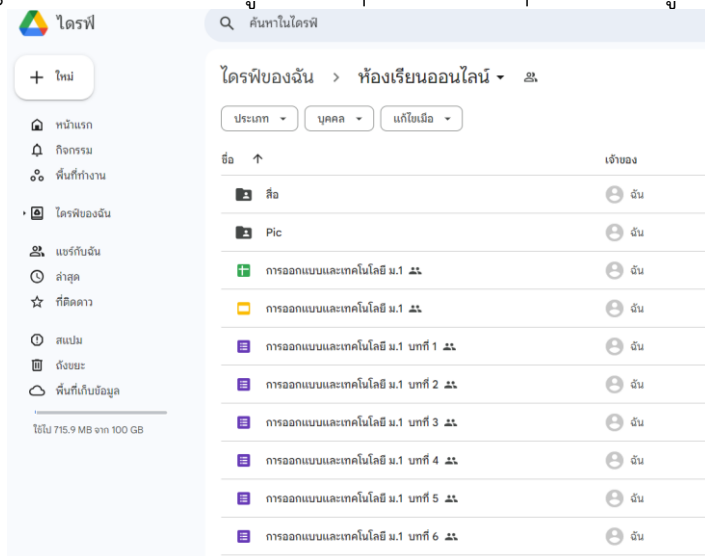 ไดรฟ์
ค้นหาในไดรฟ์
ใหม่
หน้าแรก
กิจกรรม
พื้นที่ทำงาน
ไดรฟ์ของฉัน
แชร์กับฉัน
ล่าสุด
ที่ติดดาว
สแปม
ถังขยะ
พื้นที่เก็บข้อมูล
ใช้ไป 715.9 MB จาก 100 GB
ไดรฟ์ของฉัน > ห้องเรียนออนไลน์
ประเภท บุคคล แก้ไขเมื่อ
ชื่อ เจ้าของ
สื่อ ฉัน
Pic ฉัน
การออกแบบและเทคโนโลยี ม.1 ฉัน
การออกแบบและเทคโนโลยี ม.1 ฉัน
การออกแบบและเทคโนโลยี ม.1 บทที่ 1 ฉัน
การออกแบบและเทคโนโลยี ม.1 บทที่ 2 ฉัน
การออกแบบและเทคโนโลยี ม.1 บทที่ 3 ฉัน
การออกแบบและเทคโนโลยี ม.1 บทที่ 4 ฉัน
การออกแบบและเทคโนโลยี ม.1 บทที่ 5 ฉัน
การออกแบบและเทคโนโลยี ม.1 บทที่ 6 ฉัน